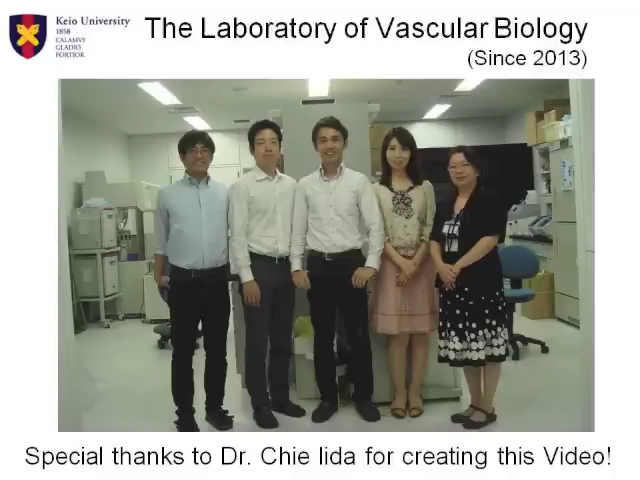 Keio University
1858
CALAMVS
GLADIO
FORTIOR
The Laboratory of Vascular Biology
(Since 2013)
Special thanks to Dr. Chie Iida for creating this Video!